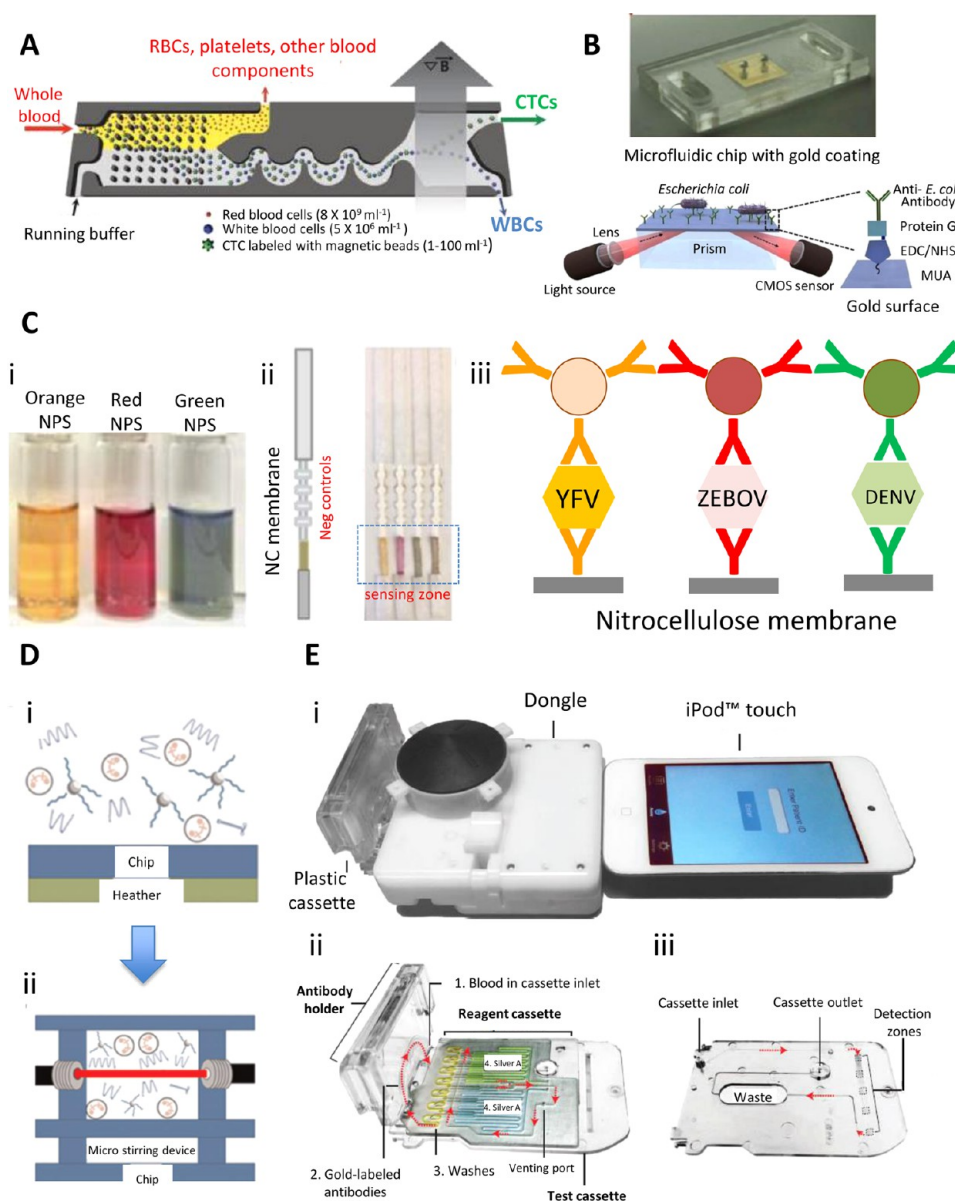 A
RBCs, platelets, other blood
components
Whole
blood
▽B
CTCs
WBCs
Running buffer
Red blood cells (8 X 10⁹ ml⁻¹)
White blood cells (5 X 10⁶ ml⁻¹)
CTC labeled with magnetic beads (1-100 ml⁻¹)
B
Microfluidic chip with gold coating
Escherichia coli
Lens
Prism
Light source
CMOS sensor
Anti- E. coli
Antibody
Protein G
EDC/NHS
MUA
Gold surface
C
i
Orange
NPS
Red
NPS
Green
NPS
ii
NC membrane
Neg controls
sensing zone
iii
YFV
ZEBOV
DENV
Nitrocellulose membrane
D
i
Chip
Heather
ii
Micro stirring device
Chip
E
i
Dongle
iPod™ touch
Enter Patient ID
Plastic
cassette
ii
Antibody
holder
1. Blood in cassette inlet
Reagent cassette
4. Silver A
4. Silver A
2. Gold-labeled
antibodies
3. Washes
Venting port
Test cassette
iii
Cassette inlet
Cassette outlet
Detection
zones
Waste